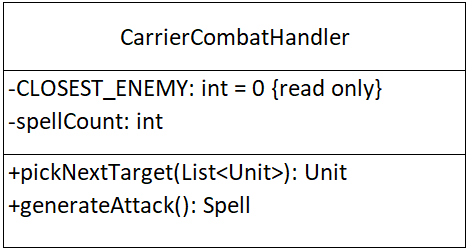 CarrierCombatHandler
-CLOSEST_ENEMY: int = 0 {read only}
-spellCount: int
+pickNextTarget(List<Unit>): Unit
+generateAttack(): Spell